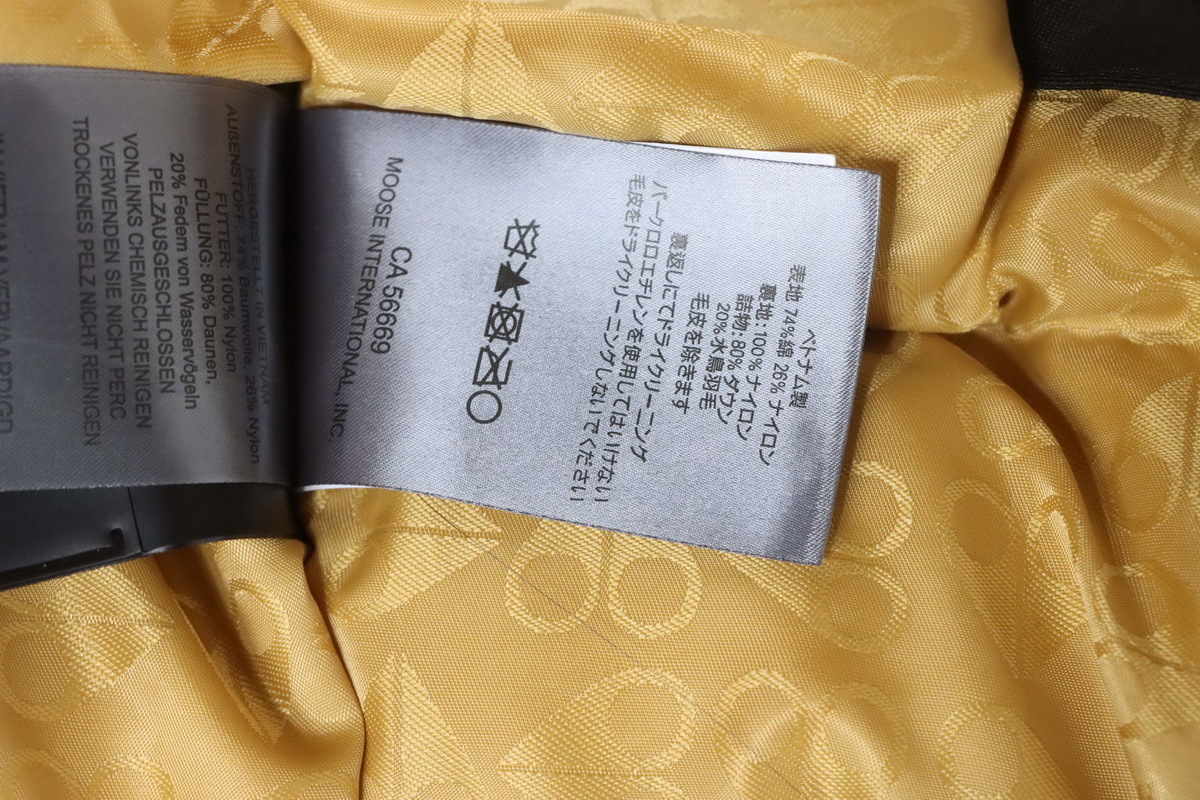 HERGESTELLT IN VIETNAM
AUßENSTOFF: 74% Baumwolle, 26% Nylon
FUTTER: 100% Nylon
FÜLLUNG: 80% Daunen,
20% Federn von Wasservögeln
PELZAUSGESCHLOSSEN
VONLINKS CHEMISCH REINIGEN
VERWENDEN SIE NICHT PERC
TROCKENES PELZ NICHT REINIGEN
IN VIETNAM VERVAARDIGD
ベトナム製
表地 74%綿 26%ナイロン
裏地:100%ナイロン
詰物:80%ダウン
20%水鳥羽毛
毛皮を除きます
裏返しにてドライクリーニング
パークロロエチレンを使用してはいけない
毛皮をドライクリーニングしないでください
CA 56669
MOOSE INTERNATIONAL, INC.